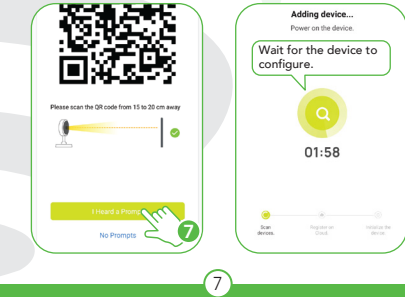 Please scan the QR code from 15 to 20 cm away
I Heard a Promp
7
No Prompts
Adding device...
Power on the device.
Wait for the device to
configure.
01:58
Scan
devices.
Register on
Cloud.
Initialize the
device.
7